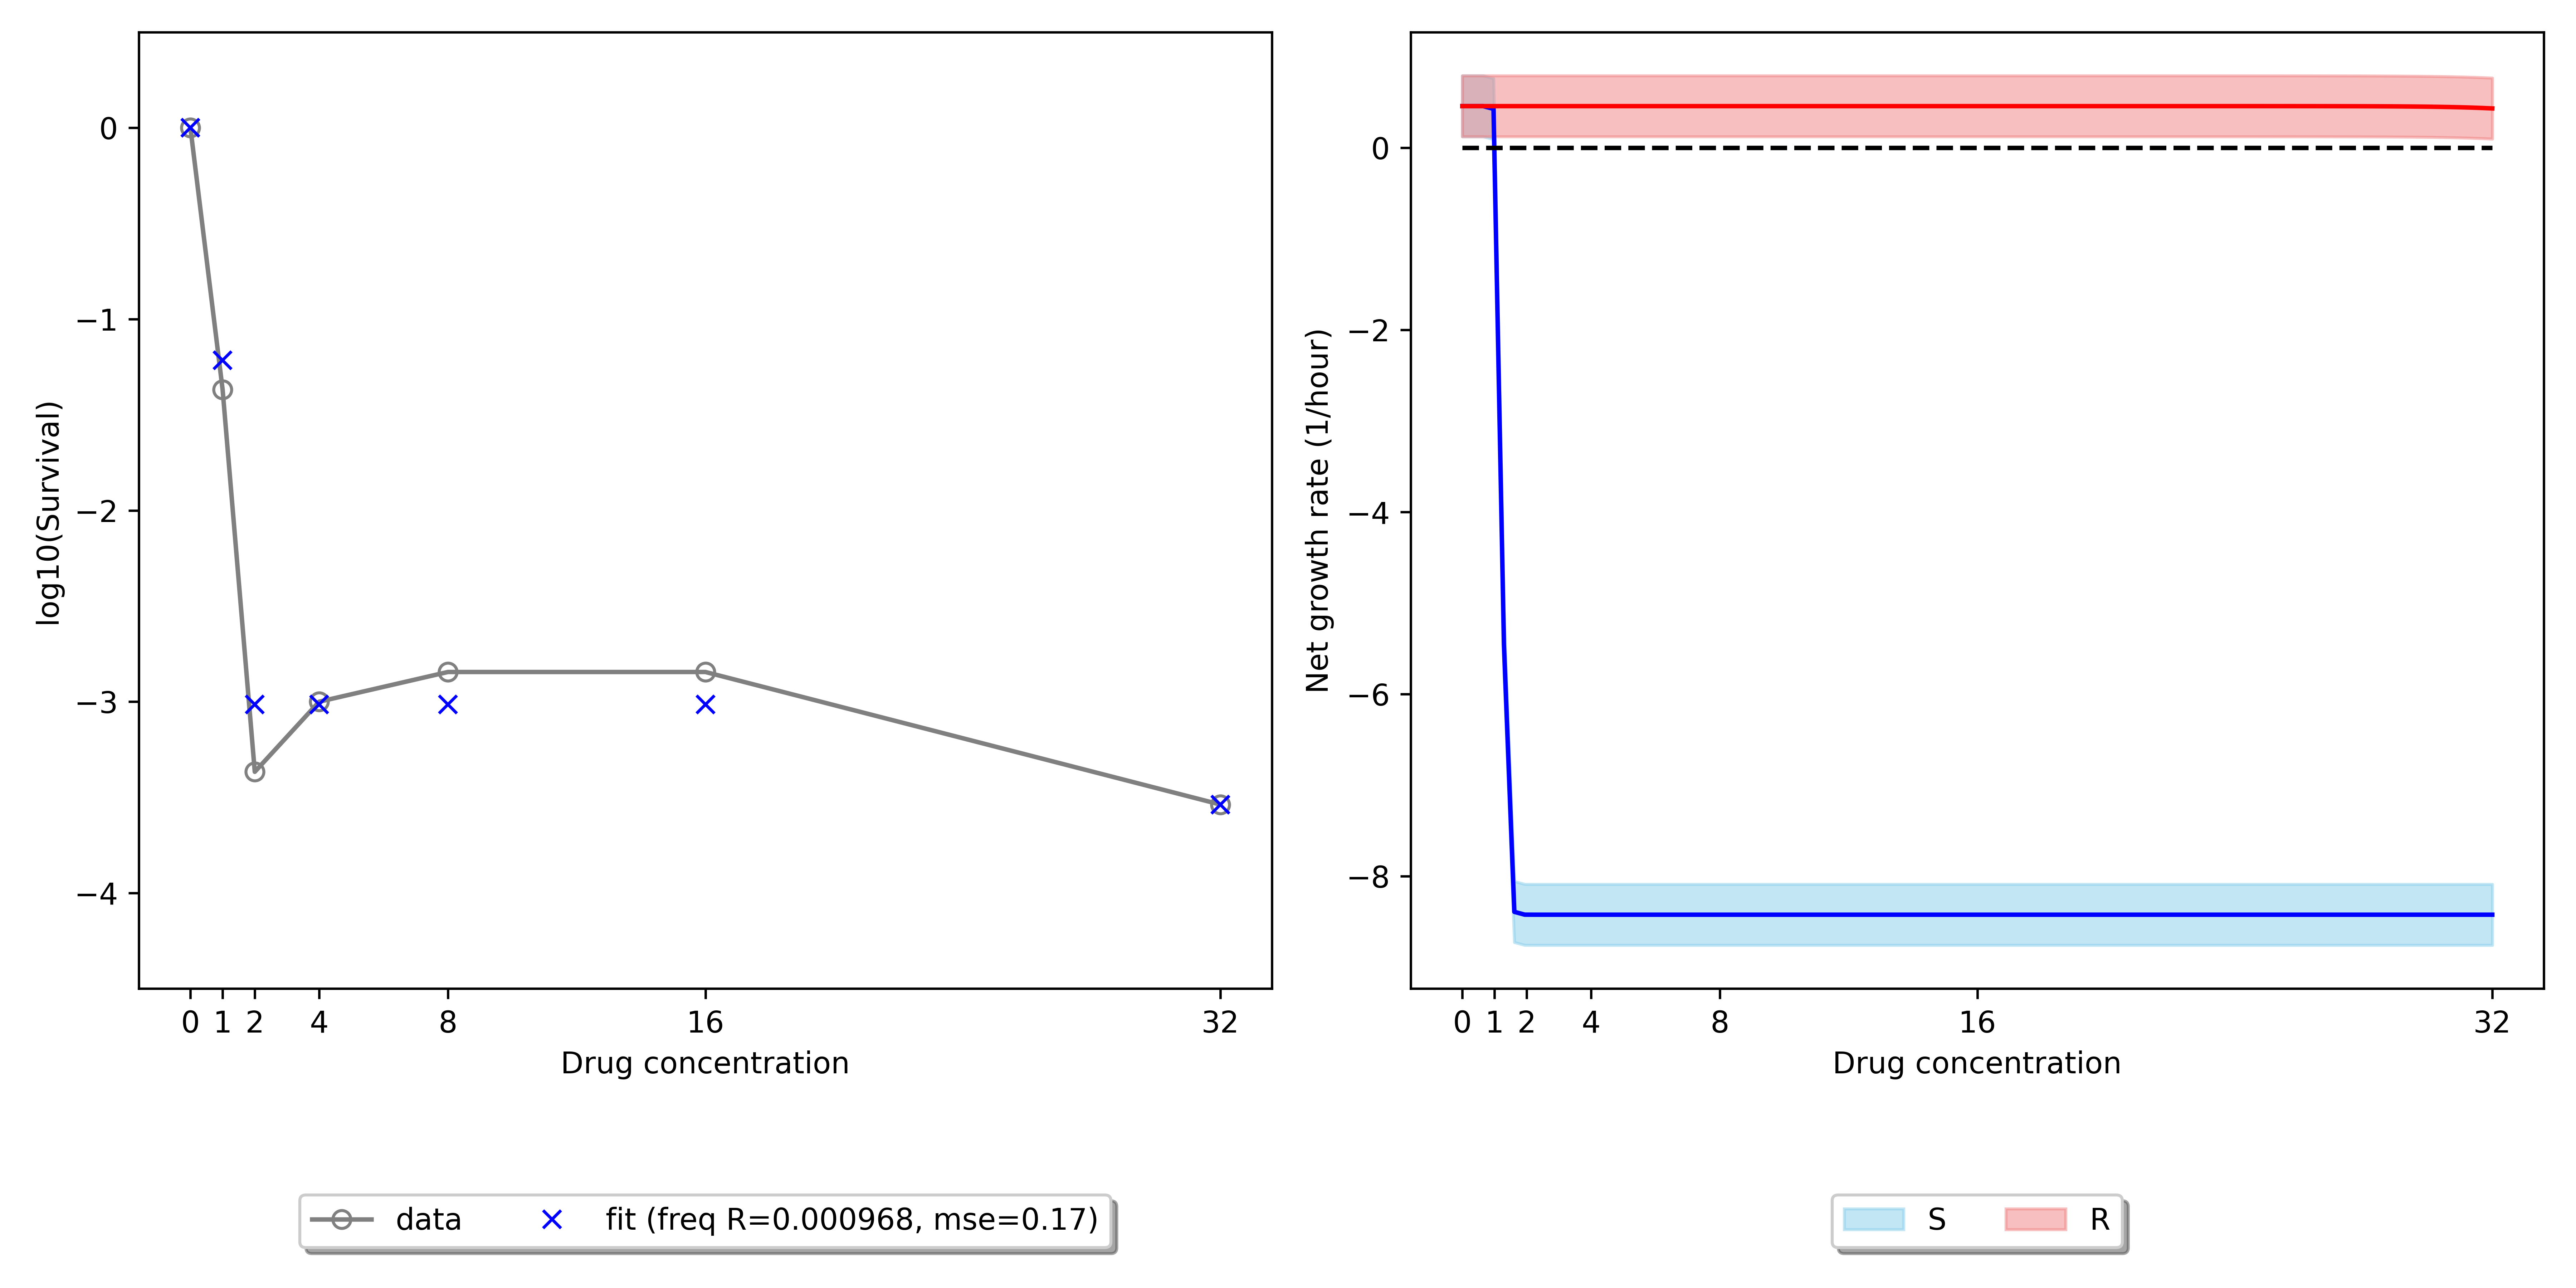 0
−1
−2
−3
−4
log10(Survival)
0 1 2 4 8 16 32
Drug concentration
data fit (freq R=0.000968, mse=0.17)
0
−2
−4
−6
−8
Net growth rate (1/hour)
0 1 2 4 8 16 32
Drug concentration
S R